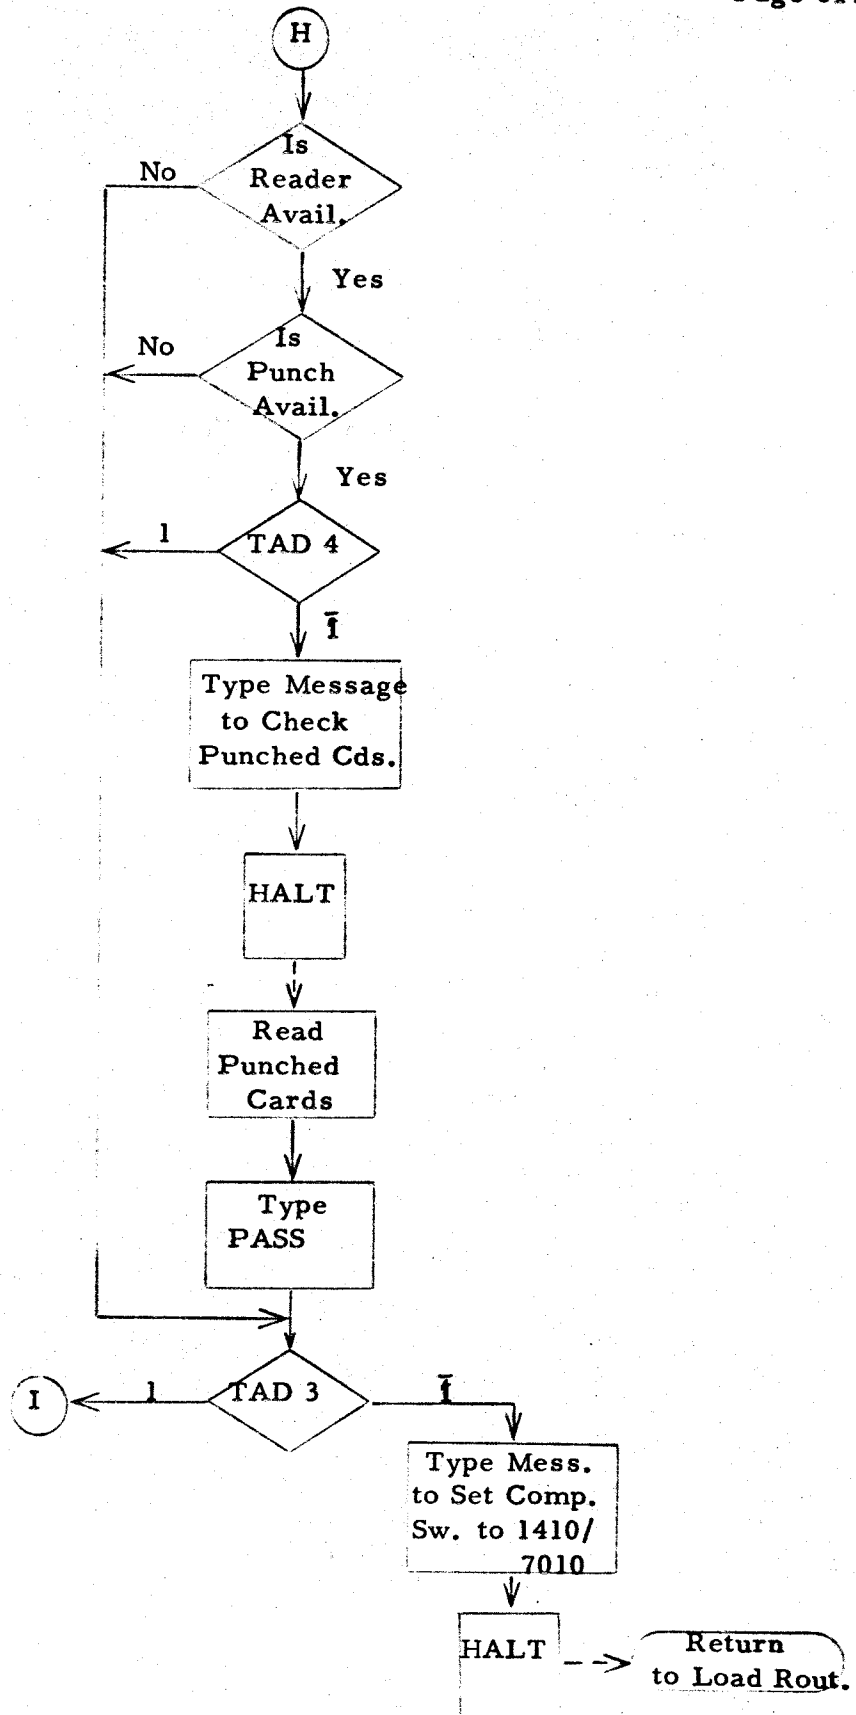 H
Is
Reader
Avail.
No
Yes
Is
Punch
Avail.
No
Yes
TAD 4
1
1̄
Type Message
to Check
Punched Cds.
HALT
Read
Punched
Cards
Type
PASS
I
1
TAD 3
1̄
Type Mess.
to Set Comp.
Sw. to 1410/
7010
HALT
Return
to Load Rout.